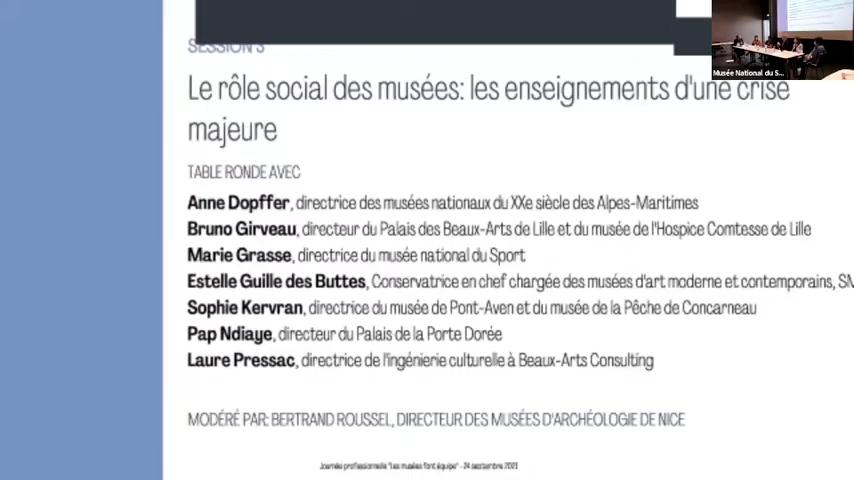 SESSION 3
Le rôle social des musées: les enseignements d'une crise
majeure
TABLE RONDE AVEC
Anne Dopffer, directrice des musées nationaux du XXe siècle des Alpes-Maritimes
Bruno Girveau, directeur du Palais des Beaux-Arts de Lille et du musée de l'Hospice Comtesse de Lille
Marie Grasse, directrice du musée national du Sport
Estelle Guille des Buttes, Conservatrice en chef chargée des musées d'art moderne et contemporains, SM
Sophie Kervran, directrice du musée de Pont-Aven et du musée de la Pêche de Concarneau
Pap Ndiaye, directeur du Palais de la Porte Dorée
Laure Pressac, directrice de l'ingénierie culturelle à Beaux-Arts Consulting
MODÉRÉ PAR: BERTRAND ROUSSEL, DIRECTEUR DES MUSÉES D'ARCHÉOLOGIE DE NICE
Journée professionnelle "Les musées font équipe" - 24 septembre 2021
Musée National du S...